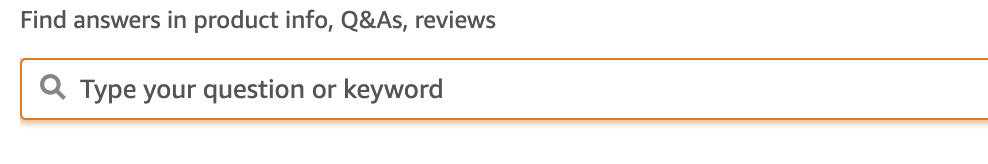 Find answers in product info, Q&As, reviews
Type your question or keyword